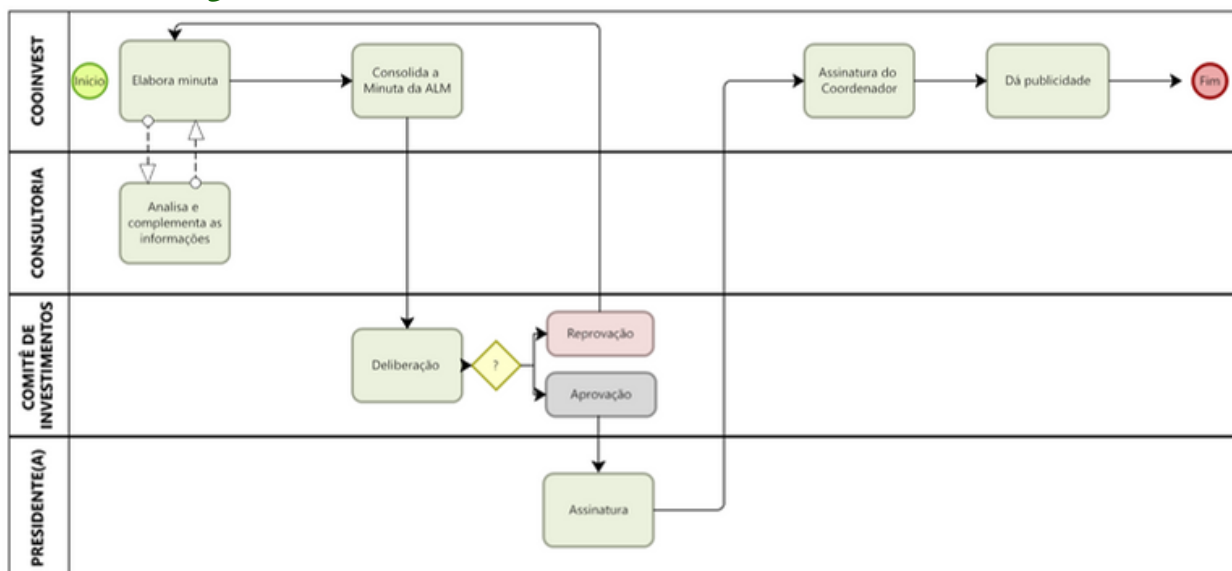 COOINVEST
Início
Elabora minuta
Consolida a
Minuta da ALM
Assinatura do
Coordenador
Dá publicidade
Fim
CONSULTORIA
Analisa e
complementa as
informações
COMITÊ DE
INVESTIMENTOS
Deliberação
?
Reprovação
Aprovação
PRESIDENTE(A)
Assinatura